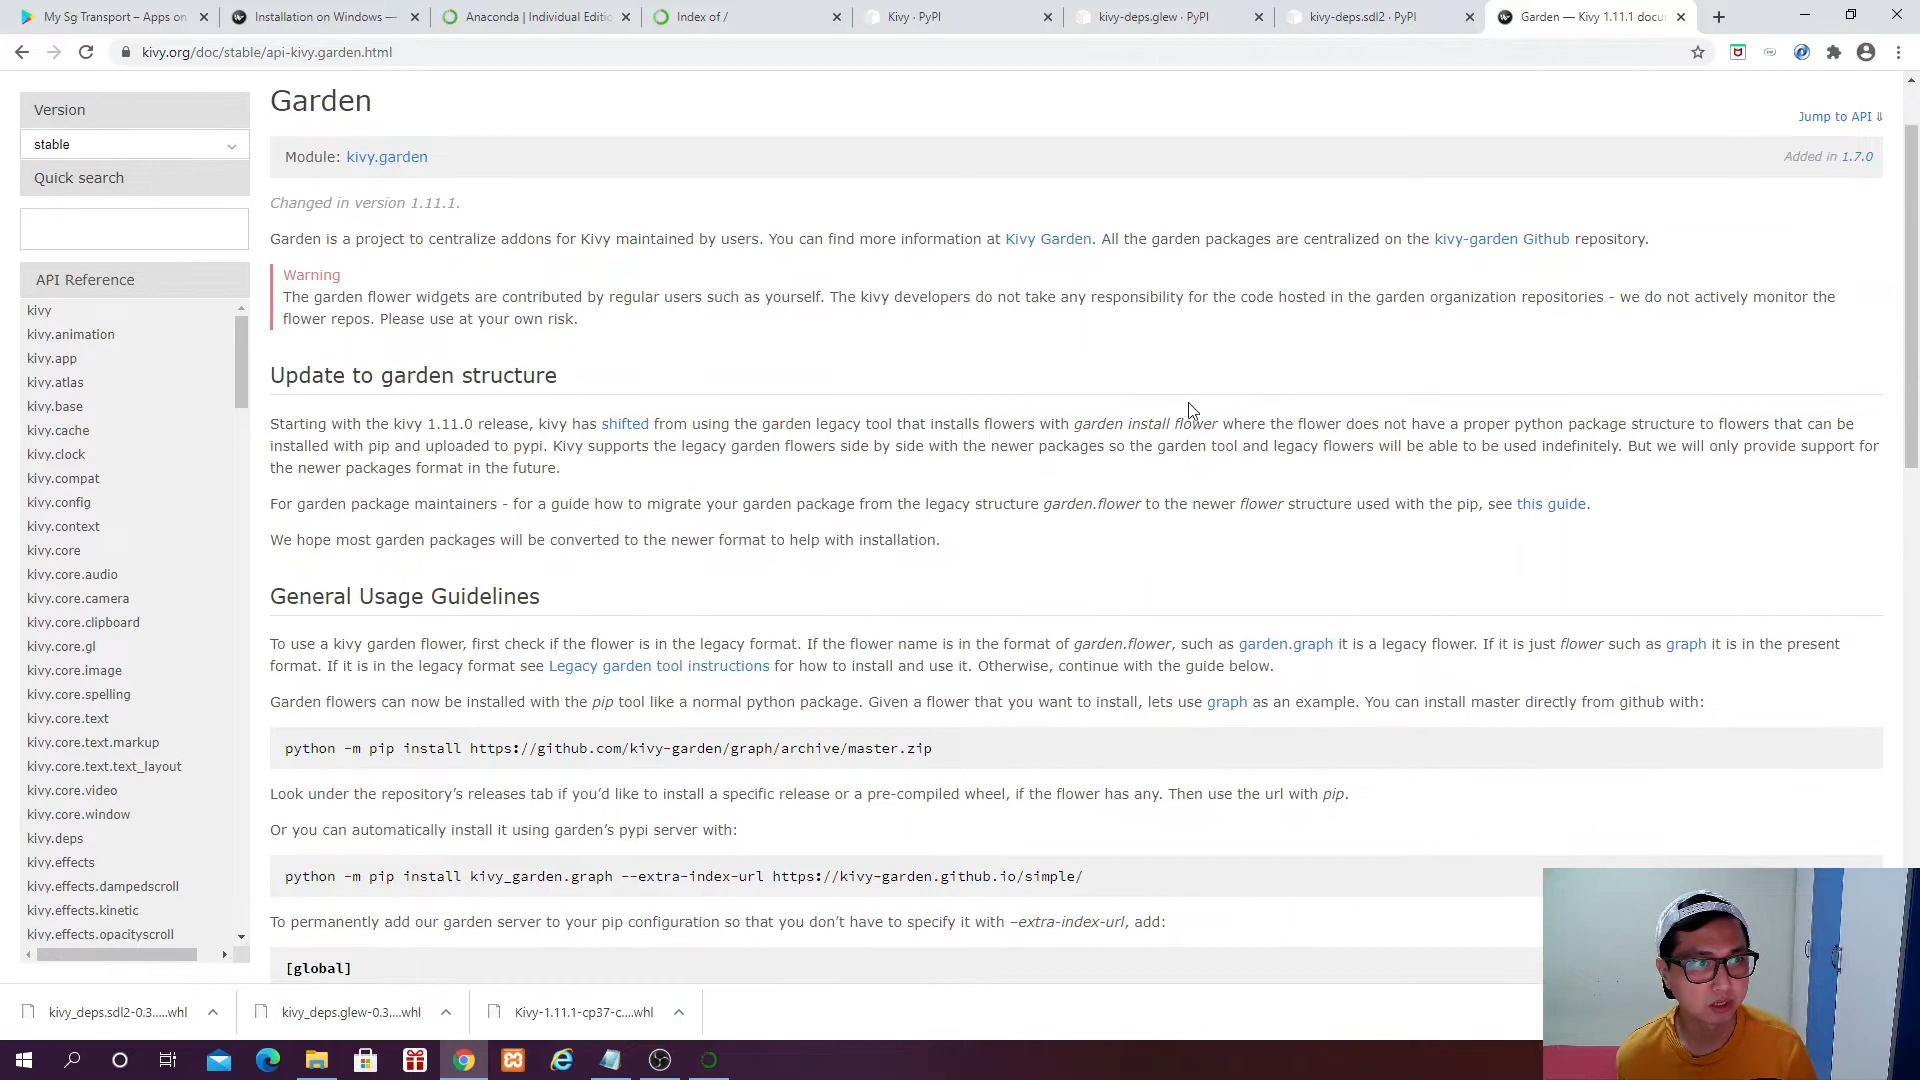 My Sg Transport – Apps on
Installation on Windows —
Anaconda | Individual Editio
Index of /
Kivy · PyPI
kivy-deps.glew · PyPI
kivy-deps.sdl2 · PyPI
Garden — Kivy 1.11.1 docu
kivy.org/doc/stable/api-kivy.garden.html
Version
stable
Quick search
API Reference
kivy
kivy.animation
kivy.app
kivy.atlas
kivy.base
kivy.cache
kivy.clock
kivy.compat
kivy.config
kivy.context
kivy.core
kivy.core.audio
kivy.core.camera
kivy.core.clipboard
kivy.core.gl
kivy.core.image
kivy.core.spelling
kivy.core.text
kivy.core.text.markup
kivy.core.text.text_layout
kivy.core.video
kivy.core.window
kivy.deps
kivy.effects
kivy.effects.dampedscroll
kivy.effects.kinetic
kivy.effects.opacityscroll
Garden
Jump to API ⇓
Module: kivy.garden
Added in 1.7.0
Changed in version 1.11.1.
Garden is a project to centralize addons for Kivy maintained by users. You can find more information at Kivy Garden. All the garden packages are centralized on the kivy-garden Github repository.
Warning
The garden flower widgets are contributed by regular users such as yourself. The kivy developers do not take any responsibility for the code hosted in the garden organization repositories - we do not actively monitor the
flower repos. Please use at your own risk.
Update to garden structure
Starting with the kivy 1.11.0 release, kivy has shifted from using the garden legacy tool that installs flowers with garden install flower where the flower does not have a proper python package structure to flowers that can be
installed with pip and uploaded to pypi. Kivy supports the legacy garden flowers side by side with the newer packages so the garden tool and legacy flowers will be able to be used indefinitely. But we will only provide support for
the newer packages format in the future.
For garden package maintainers - for a guide how to migrate your garden package from the legacy structure garden.flower to the newer flower structure used with the pip, see this guide.
We hope most garden packages will be converted to the newer format to help with installation.
General Usage Guidelines
To use a kivy garden flower, first check if the flower is in the legacy format. If the flower name is in the format of garden.flower, such as garden.graph it is a legacy flower. If it is just flower such as graph it is in the present
format. If it is in the legacy format see Legacy garden tool instructions for how to install and use it. Otherwise, continue with the guide below.
Garden flowers can now be installed with the pip tool like a normal python package. Given a flower that you want to install, lets use graph as an example. You can install master directly from github with:
python -m pip install https://github.com/kivy-garden/graph/archive/master.zip
Look under the repository's releases tab if you'd like to install a specific release or a pre-compiled wheel, if the flower has any. Then use the url with pip.
Or you can automatically install it using garden's pypi server with:
python -m pip install kivy_garden.graph --extra-index-url https://kivy-garden.github.io/simple/
To permanently add our garden server to your pip configuration so that you don't have to specify it with –extra-index-url, add:
[global]
kivy_deps.sdl2-0.3.....whl
kivy_deps.glew-0.3....whl
Kivy-1.11.1-cp37-c....whl